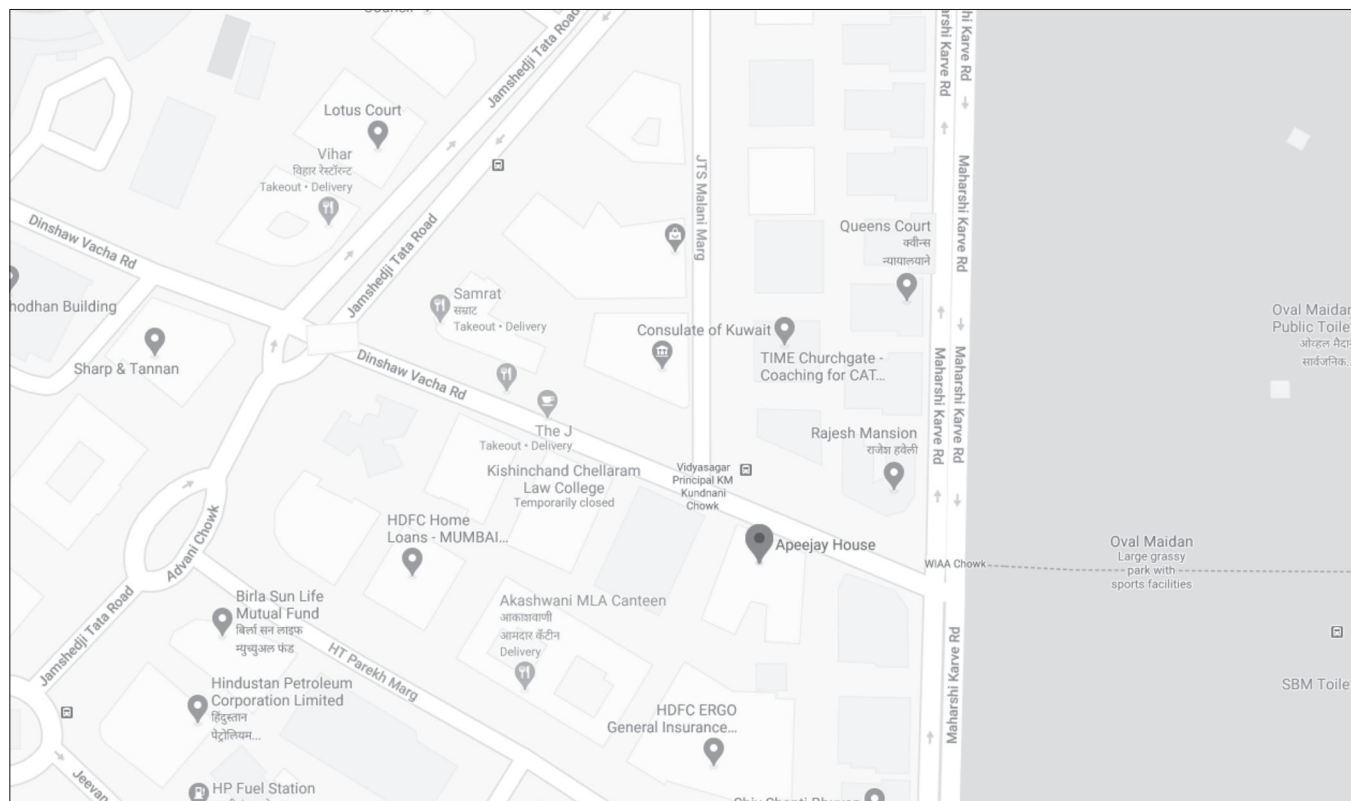 Jamshedji Tata Road
Maharshi Karve Rd
Lotus Court
Vihar
विहार रेस्टॉरन्ट
Takeout • Delivery
Maharshi Karve Rd
JTS Malani Marg
Dinshaw Vacha Rd
Jamshedji Tata Road
Queens Court
क्वीन्स
न्यायालयाने
hodhan Building
Samrat
सम्राट
Takeout • Delivery
Oval Maidan
Public Toile
ओव्हल मैदान
सार्वजनिक...
Consulate of Kuwait
TIME Churchgate -
Coaching for CAT...
Sharp & Tannan
Dinshaw Vacha Rd
Maharshi Karve Rd
Maharshi Karve Rd
The J
Takeout • Delivery
Rajesh Mansion
राजेश हवेली
Kishinchand Chellaram
Law College
Temporarily closed
Vidyasagar
Principal KM
Kundnani
Chowk
HDFC Home
Loans - MUMBAI...
Advani Chowk
Apeejay House
WIAA Chowk
Oval Maidan
Large grassy
park with
sports facilities
Birla Sun Life
Mutual Fund
बिर्ला सन लाइफ
म्युच्युअल फंड
Akashwani MLA Canteen
आकाशवाणी
आमदार कॅंटीन
Delivery
Jamshedji Tata Road
HT Parekh Marg
Maharshi Karve Rd
Hindustan Petroleum
Corporation Limited
हिंदुस्तान
पेट्रोलियम...
SBM Toile
HDFC ERGO
General Insurance...
Jeevan
HP Fuel Station